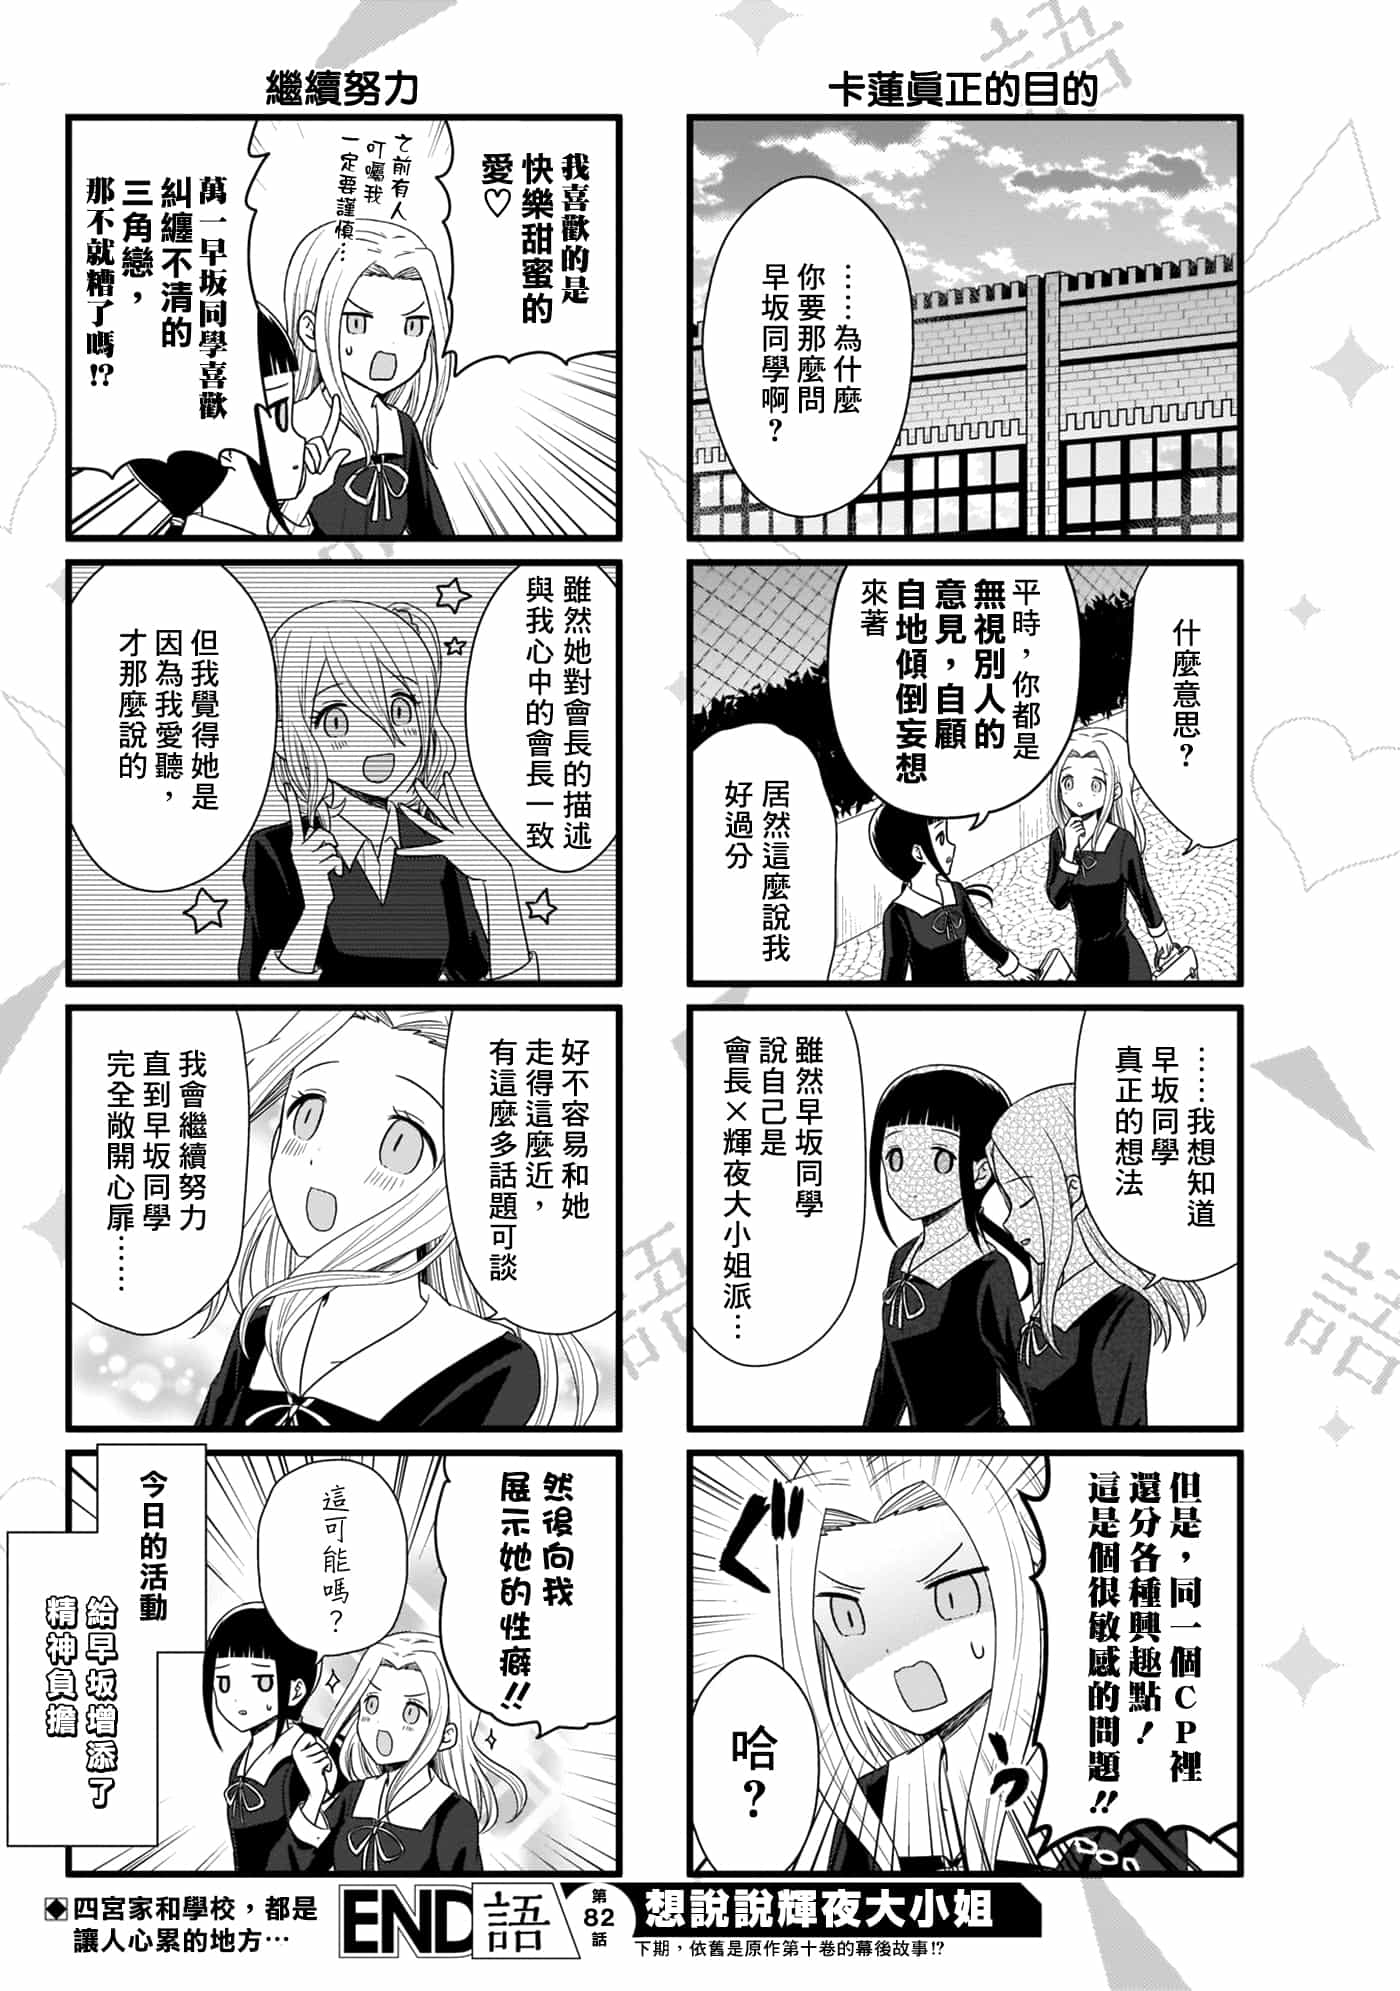 卡蓮真正的目的
……為什麼
你要那麼問
早坂同學啊？
什麼意思？
平時，你都是
無視別人的
意見，自顧
自地傾倒妄想
來著
居然這麼說我
好過分
……我想知道
早坂同學
真正的想法
雖然早坂同學
說自己是
會長×輝夜大小姐派…
但是，同一個CP裡
還分各種興趣點！
這是個很敏感的問題!!
哈？
繼續努力
我喜歡的是
快樂甜蜜的
愛♡
之前有人
叮囑我
一定要謹慎…
萬一早坂同學喜歡
糾纏不清的
三角戀，
那不就糟了嗎!?
雖然她對會長的描述
與我心中的會長一致
但我覺得她是
因為我愛聽，
才那麼說的
好不容易和她
走得這麼近，
有這麼多話題可談
我會繼續努力
直到早坂同學
完全敞開心扉……
然後向我
展示她的性癖!!
這可能嗎？
今日的活動
給早坂增添了
精神負擔
想說說輝夜大小姐
第82話
語
END
下期，依舊是原作第十卷的幕後故事!?
四宮家和學校，都是
讓人心累的地方…